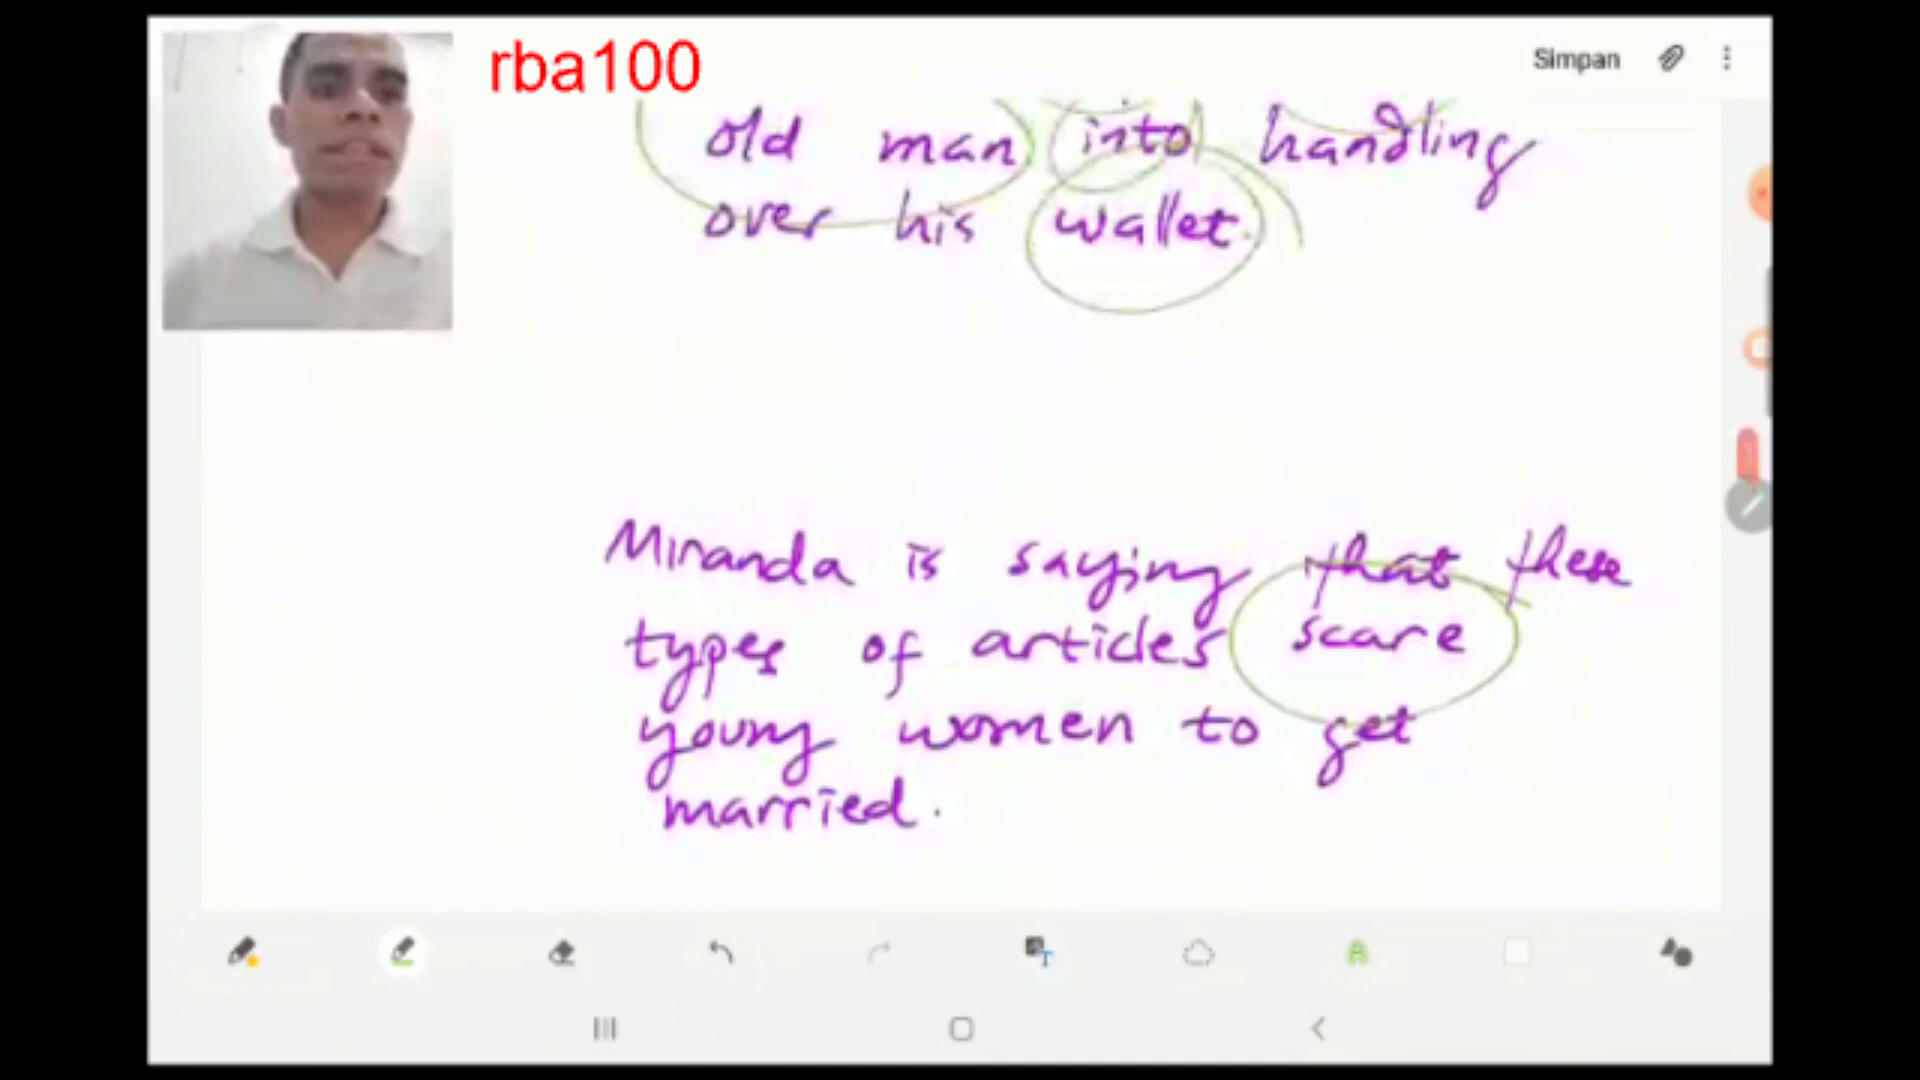 rba100
Simpan
old man into handling
over his wallet.
Miranda is saying that these
types of articles scare
young women to get
married.